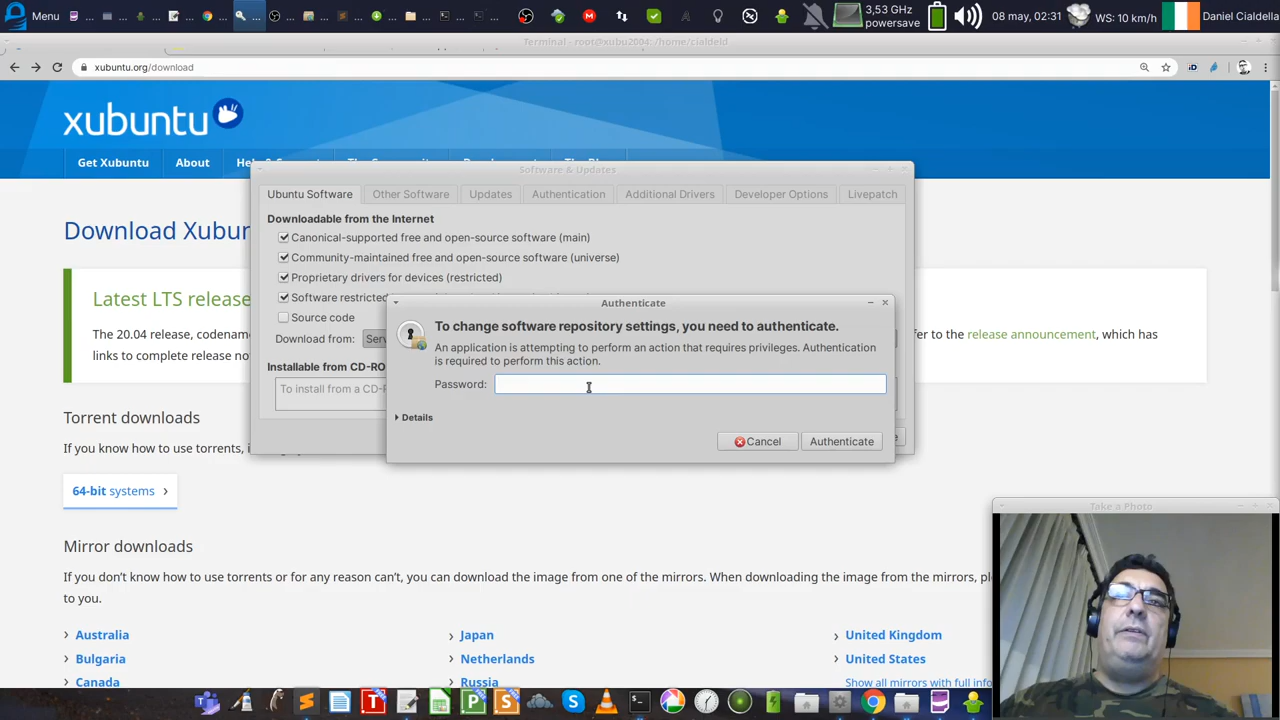 Menu
3,53 GHz
powersave
08 may, 02:31
WS: 10 km/h
Daniel Cialdella
Terminal - root@xubu2004: /home/cialdeld
xubuntu.org/download
xubuntu
Get Xubuntu
About
Software & Updates
Ubuntu Software
Other Software
Updates
Authentication
Additional Drivers
Developer Options
Livepatch
Downloadable from the Internet
Canonical-supported free and open-source software (main)
Community-maintained free and open-source software (universe)
Proprietary drivers for devices (restricted)
Software restricted
Source code
Download from:
Installable from CD-RO
To install from a CD-R
Authenticate
To change software repository settings, you need to authenticate.
An application is attempting to perform an action that requires privileges. Authentication
is required to perform this action.
Password:
Details
Cancel
Authenticate
Download Xubun
Latest LTS release
The 20.04 release, codenam
fer to the release announcement, which has
links to complete release no
Torrent downloads
If you know how to use torrents,
64-bit systems
Mirror downloads
If you don't know how to use torrents or for any reason can't, you can download the image from one of the mirrors. When downloading the image from the mirrors,
to you.
Australia
Japan
United Kingdom
Bulgaria
Netherlands
United States
Canada
Russia
Show all mirrors with full
Take a Photo